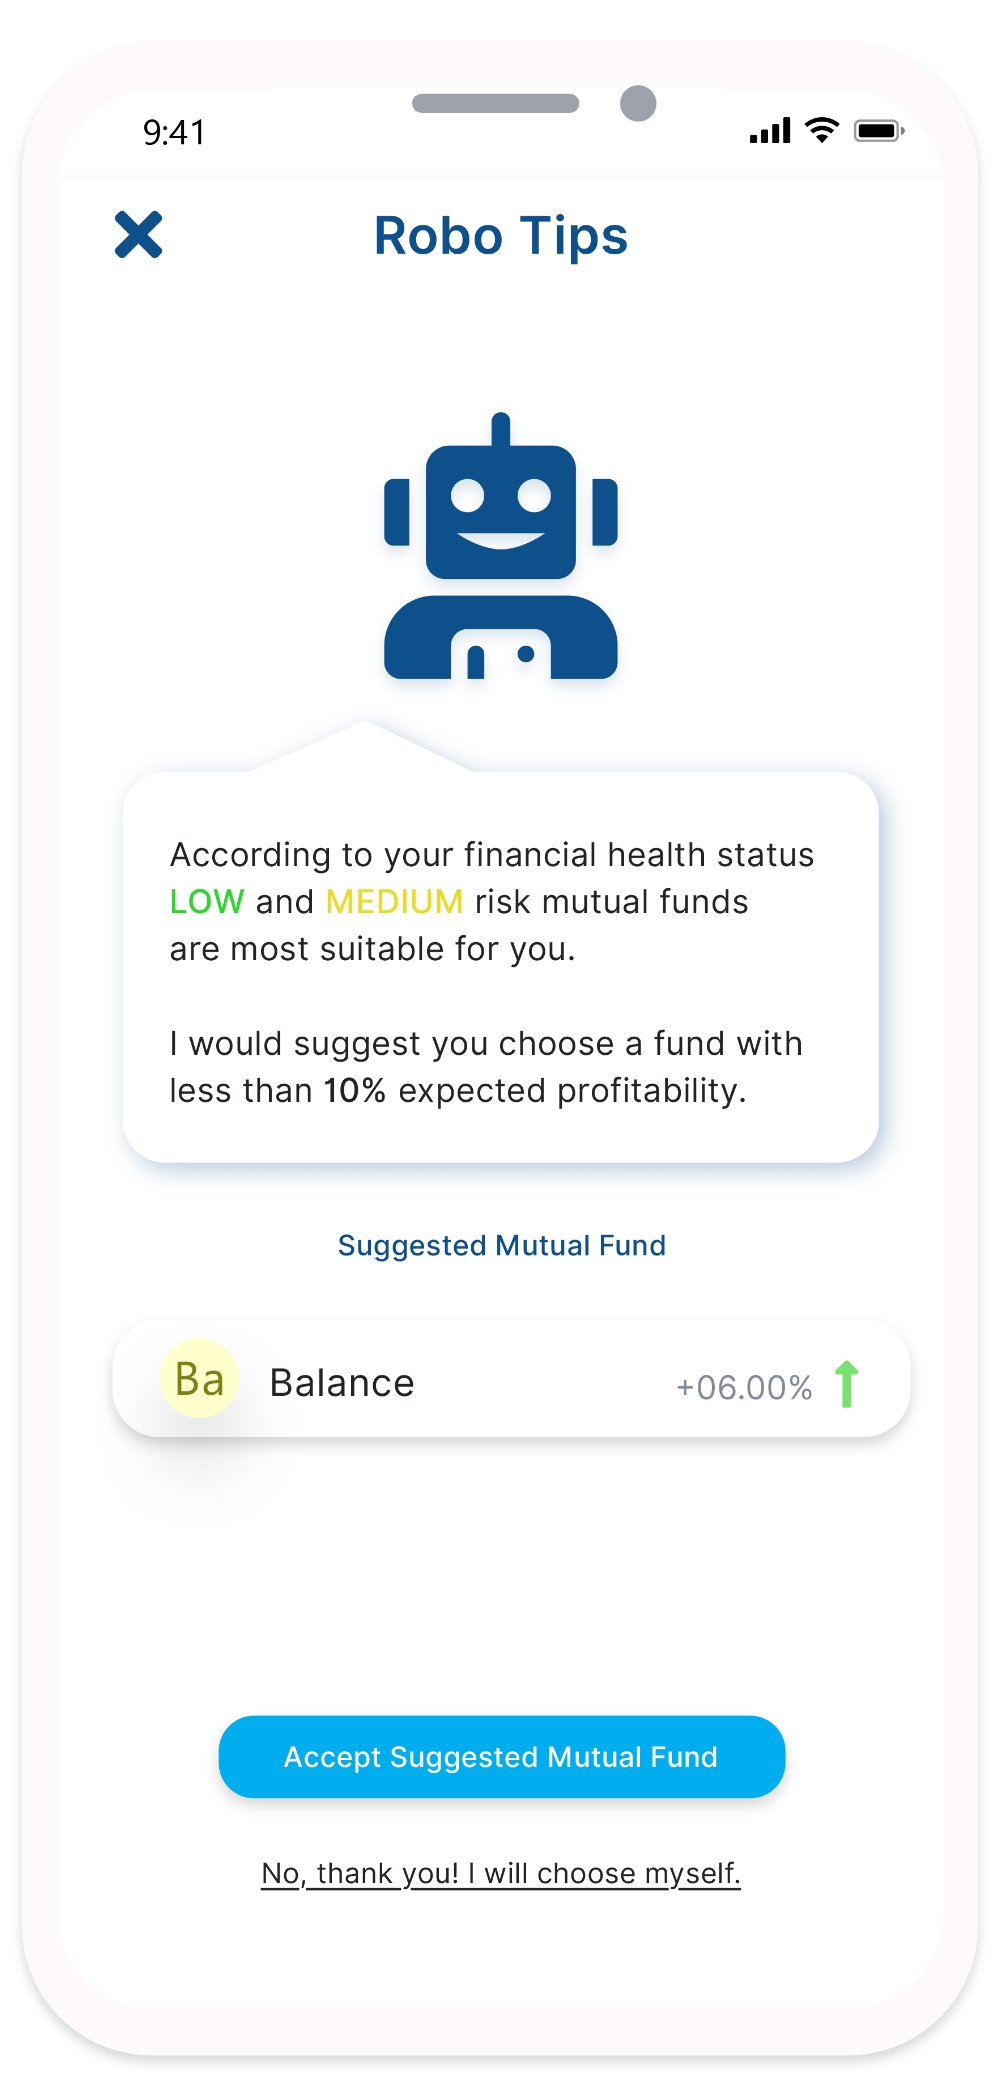 9:41
Robo Tips
According to your financial health status
LOW and MEDIUM risk mutual funds
are most suitable for you.
I would suggest you choose a fund with
less than 10% expected profitability.
Suggested Mutual Fund
Ba Balance +06.00%
Accept Suggested Mutual Fund
No, thank you! I will choose myself.